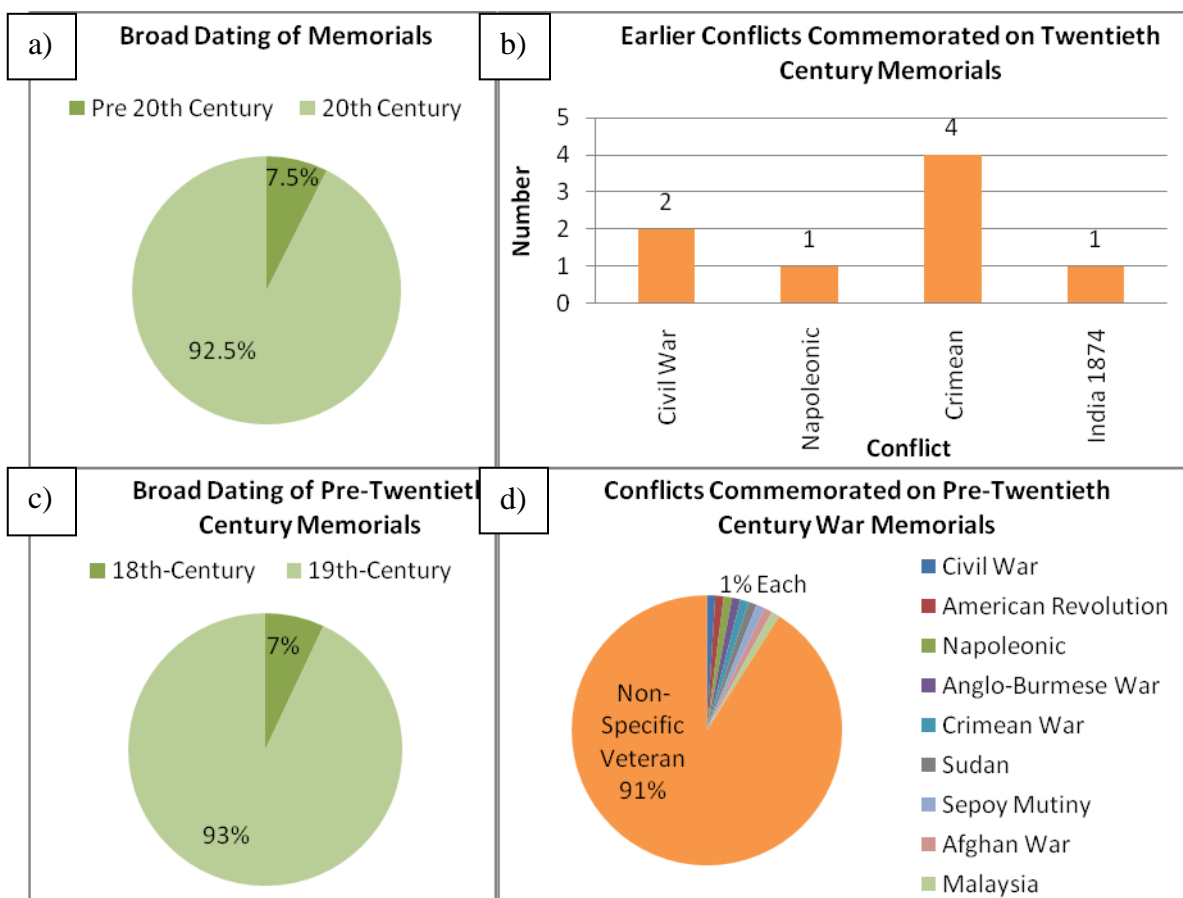 a)
Broad Dating of Memorials
Pre 20th Century
20th Century
7.5%
92.5%
b)
Earlier Conflicts Commemorated on Twentieth
Century Memorials
5
4
3
2
1
0
Number
2
1
4
1
Civil War
Napoleonic
Crimean
India 1874
Conflict
c)
Broad Dating of Pre-Twentieth
Century Memorials
18th-Century
19th-Century
7%
93%
d)
Conflicts Commemorated on Pre-Twentieth
Century War Memorials
1% Each
Non-
Specific
Veteran
91%
Civil War
American Revolution
Napoleonic
Anglo-Burmese War
Crimean War
Sudan
Sepoy Mutiny
Afghan War
Malaysia